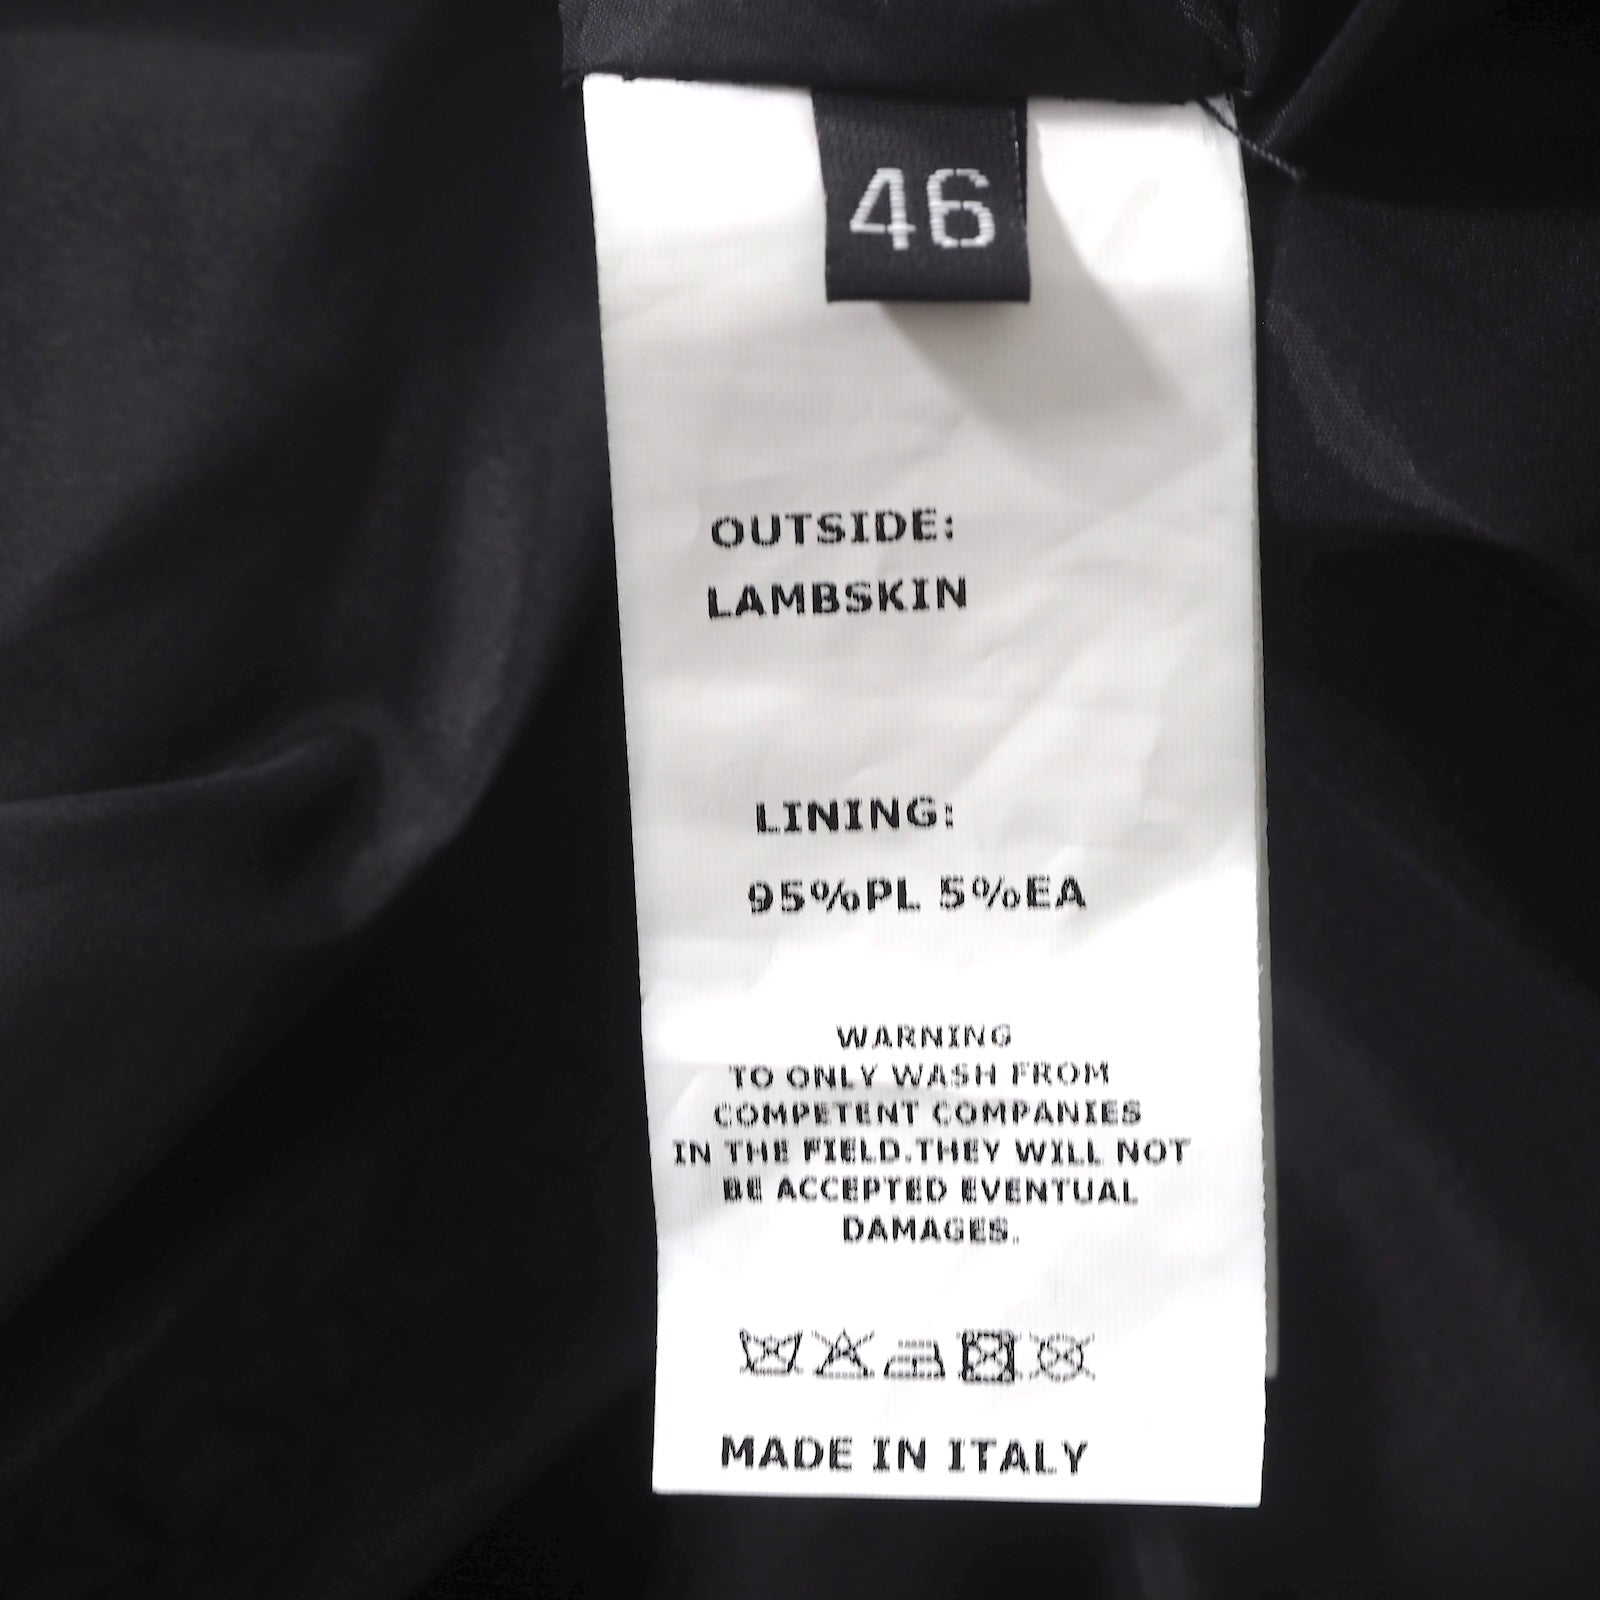 46
OUTSIDE:
LAMBSKIN
LINING:
95%PL 5%EA
WARNING
TO ONLY WASH FROM
COMPETENT COMPANIES
IN THE FIELD.THEY WILL NOT
BE ACCEPTED EVENTUAL
DAMAGES.
MADE IN ITALY